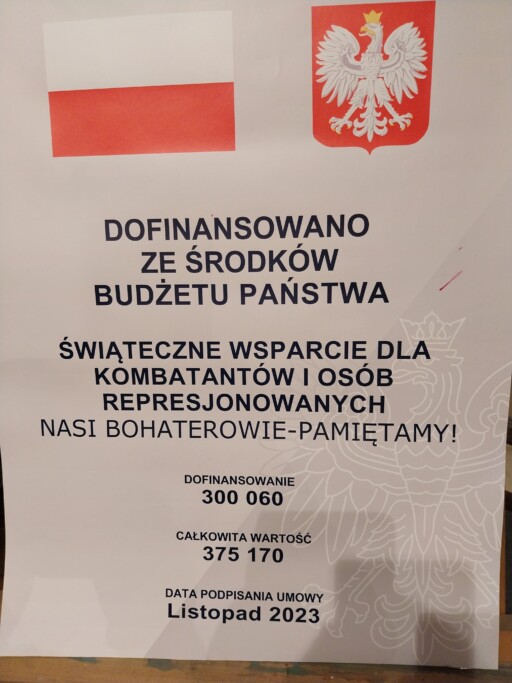 DOFINANSOWANO
ZE ŚRODKÓW
BUDŻETU PAŃSTWA
ŚWIĄTECZNE WSPARCIE DLA
KOMBATANTÓW I OSÓB
REPRESJONOWANYCH
NASI BOHATEROWIE-PAMIĘTAMY!
DOFINANSOWANIE
300 060
CAŁKOWITA WARTOŚĆ
375 170
DATA PODPISANIA UMOWY
Listopad 2023